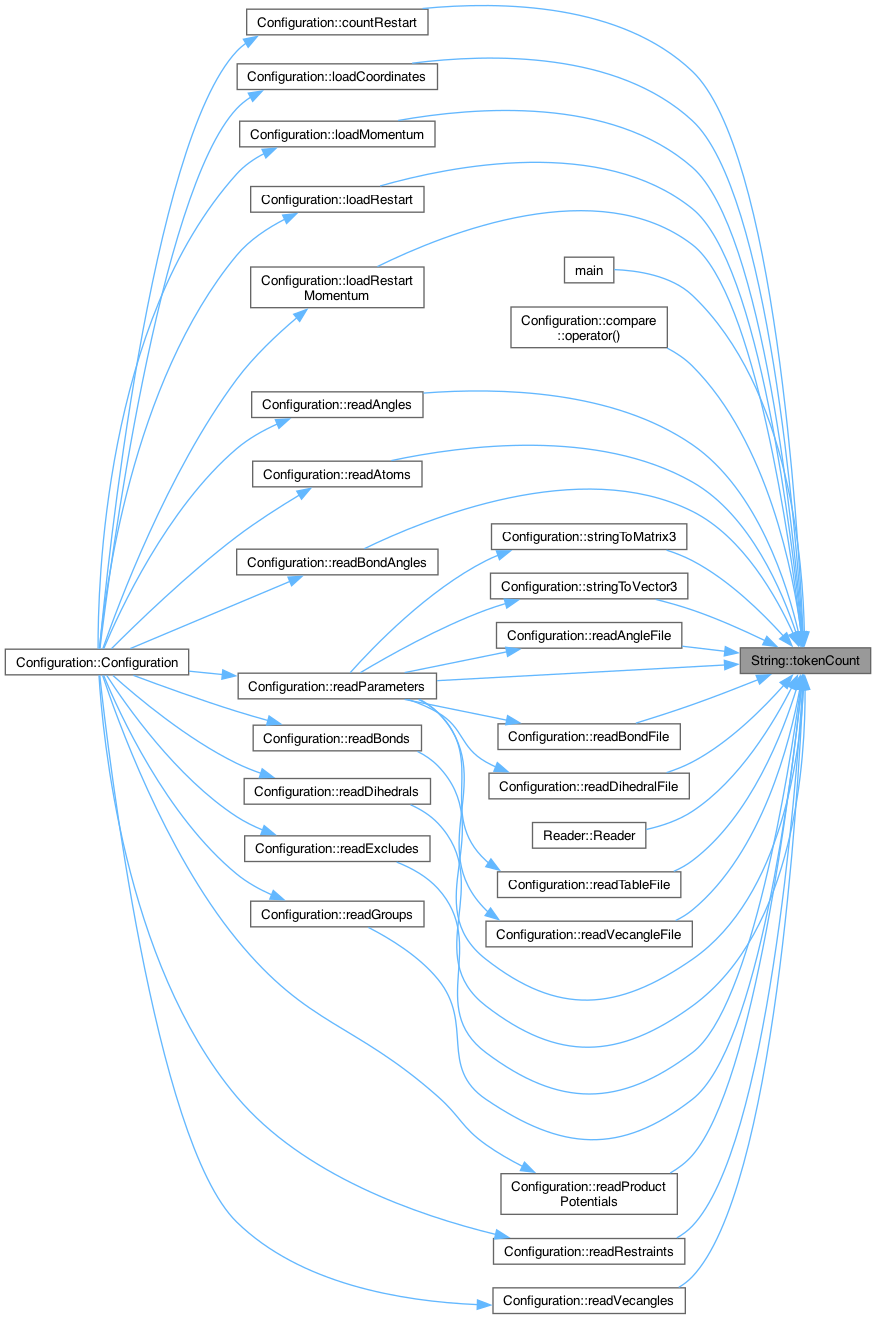 Configuration::countRestart
Configuration::loadCoordinates
Configuration::loadMomentum
Configuration::loadRestart
Configuration::loadRestart
Momentum
main
Configuration::compare
::operator()
Configuration::readAngles
Configuration::readAtoms
Configuration::readBondAngles
Configuration::stringToMatrix3
Configuration::stringToVector3
Configuration::readAngleFile
String::tokenCount
Configuration::Configuration
Configuration::readParameters
Configuration::readBonds
Configuration::readBondFile
Configuration::readDihedrals
Configuration::readDihedralFile
Configuration::readExcludes
Reader::Reader
Configuration::readTableFile
Configuration::readGroups
Configuration::readVecangleFile
Configuration::readProduct
Potentials
Configuration::readRestraints
Configuration::readVecangles